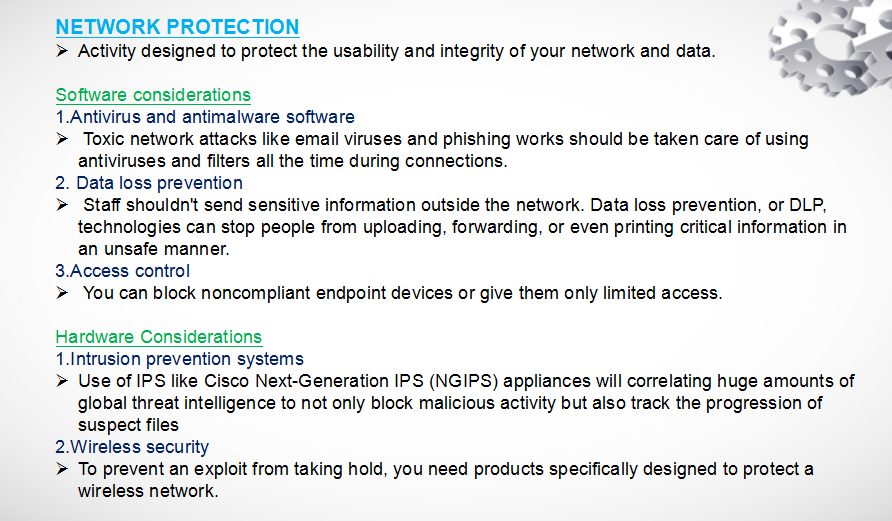 NETWORK PROTECTION
➢ Activity designed to protect the usability and integrity of your network and data.
Software considerations
1.Antivirus and antimalware software
➢ Toxic network attacks like email viruses and phishing works should be taken care of using
antiviruses and filters all the time during connections.
2. Data loss prevention
➢ Staff shouldn't send sensitive information outside the network. Data loss prevention, or DLP,
technologies can stop people from uploading, forwarding, or even printing critical information in
an unsafe manner.
3.Access control
➢ You can block noncompliant endpoint devices or give them only limited access.
Hardware Considerations
1.Intrusion prevention systems
➢ Use of IPS like Cisco Next-Generation IPS (NGIPS) appliances will correlating huge amounts of
global threat intelligence to not only block malicious activity but also track the progression of
suspect files
2.Wireless security
➢ To prevent an exploit from taking hold, you need products specifically designed to protect a
wireless network.